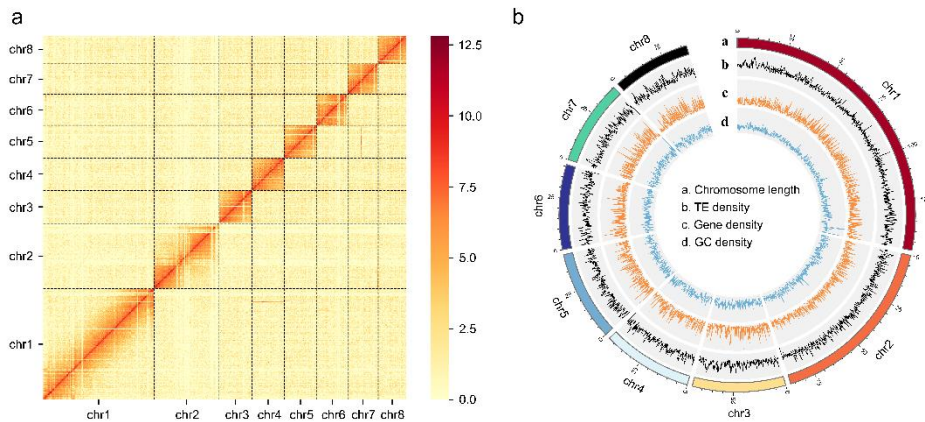 a
chr8
chr7
chr6
chr5
chr4
chr3
chr2
chr1
chr1 chr2 chr3 chr4 chr5 chr6 chr7 chr8
12.5
10.0
7.5
5.0
2.5
0.0
b
a
b
c
d
chr1
chr2
chr3
chr4
chr5
chr6
chr7
chr8
a. Chromosome length
b. TE density
c. Gene density
d. GC density